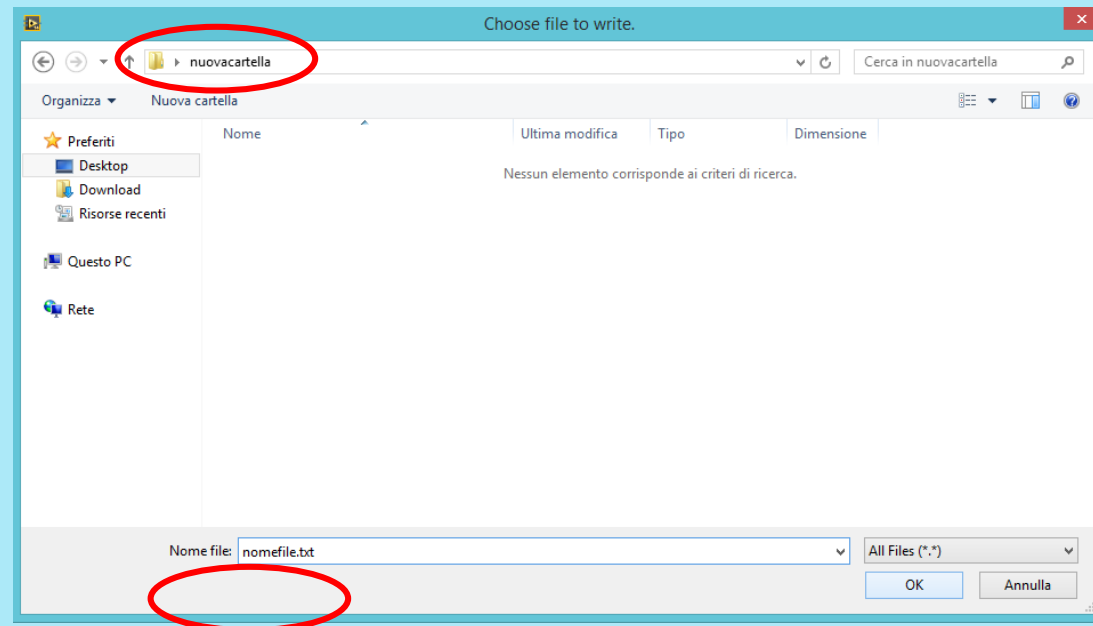 Choose file to write.
nuovacartella
Cerca in nuovacartella
Organizza
Nuova cartella
Nome
Ultima modifica
Tipo
Dimensione
Preferiti
Desktop
Download
Risorse recenti
Questo PC
Rete
Nessun elemento corrisponde ai criteri di ricerca.
Nome file: nomefile.txt
All Files (*.*)
OK
Annulla